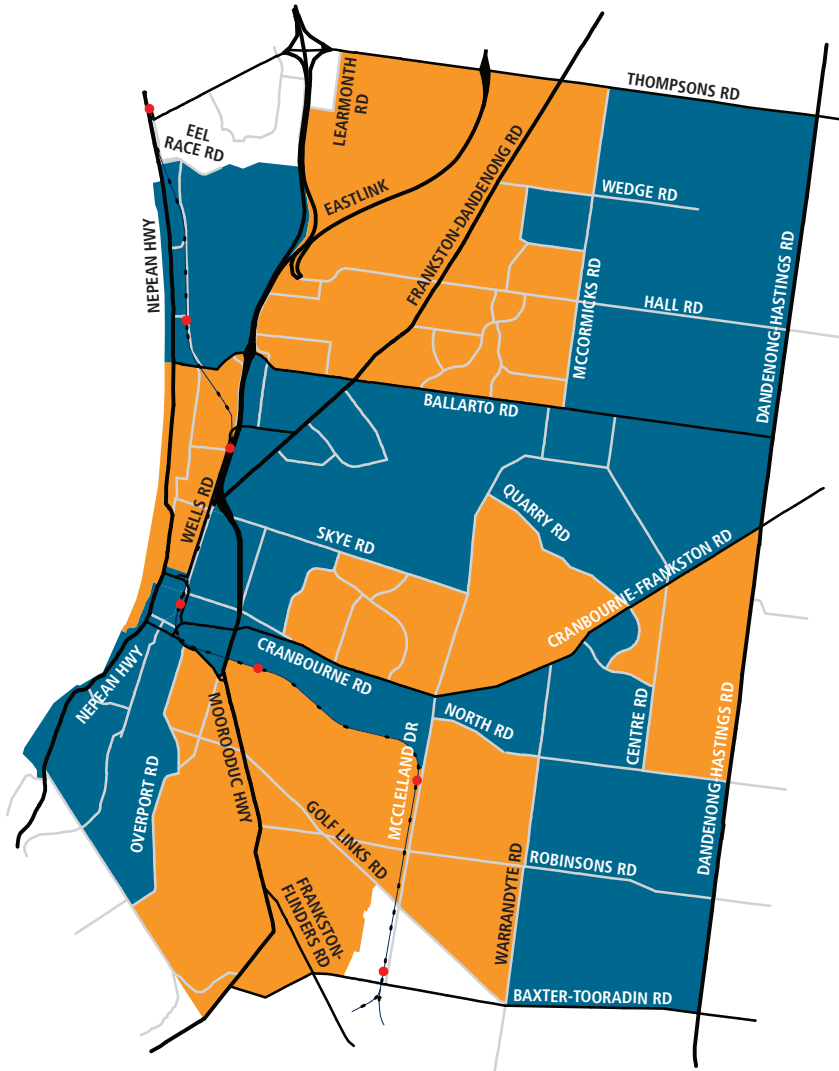 THOMPSONS RD
LEARMONTH
RD
EEL
RACE RD
WEDGE RD
EASTLINK
FRANKSTON-DANDENONG RD
NEPEAN HWY
MCCORMICKS RD
DANDENONG-HASTINGS RD
HALL RD
BALLARTO RD
WELLS RD
QUARRY RD
SKYE RD
CRANBOURNE-FRANKSTON RD
CRANBOURNE RD
NEPEAN HWY
MOOROODUC HWY
NORTH RD
CENTRE RD
DANDENONG-HASTINGS RD
MCCLELLAND DR
OVERPORT RD
GOLF LINKS RD
ROBINSONS RD
WARRANDYTE RD
FRANKSTON-
FLINDERS RD
BAXTER-TOORADIN RD